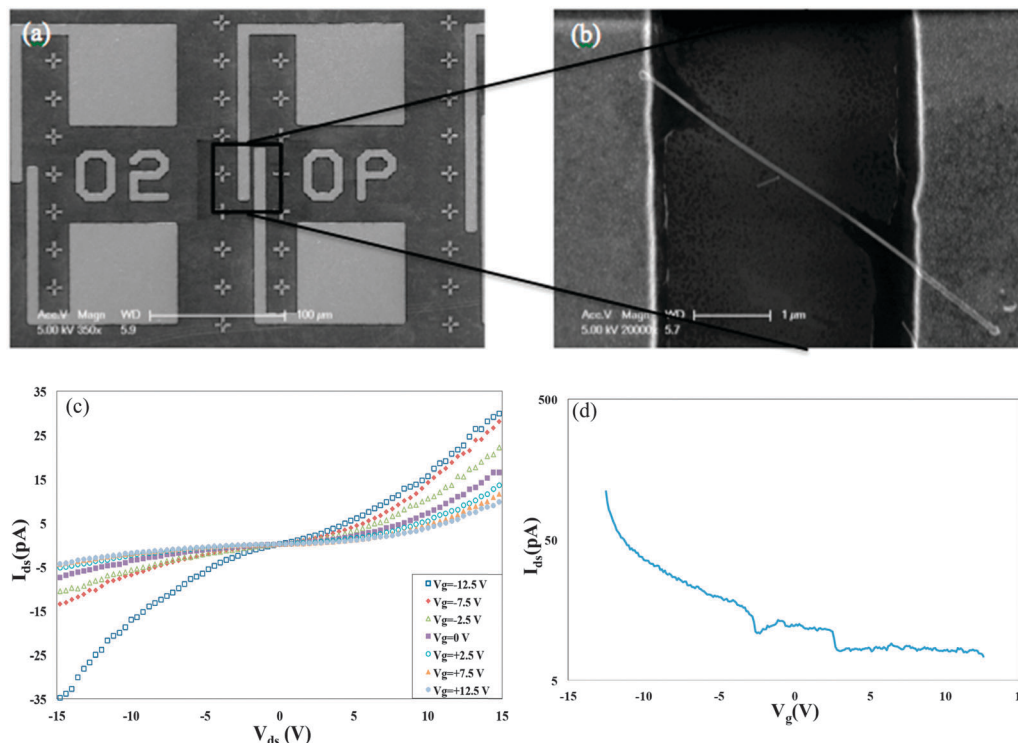 (a)
O2 OP
Acc.V Magn WD 100 µm
5.00 kV 350x 5.9
(b)
Acc.V Magn WD 1 µm
5.00 kV 20000x 5.7
(c)
Ids(pA)
35
25
15
5
-5
-15
-25
-35
-15 -10 -5 0 5 10 15
Vds (V)
Vg=-12.5 V
Vg=-7.5 V
Vg=-2.5 V
Vg=0 V
Vg=+2.5 V
Vg=+7.5 V
Vg=+12.5 V
(d)
Ids(pA)
500
50
5
-15 -10 -5 0 5 10 15
Vg(V)